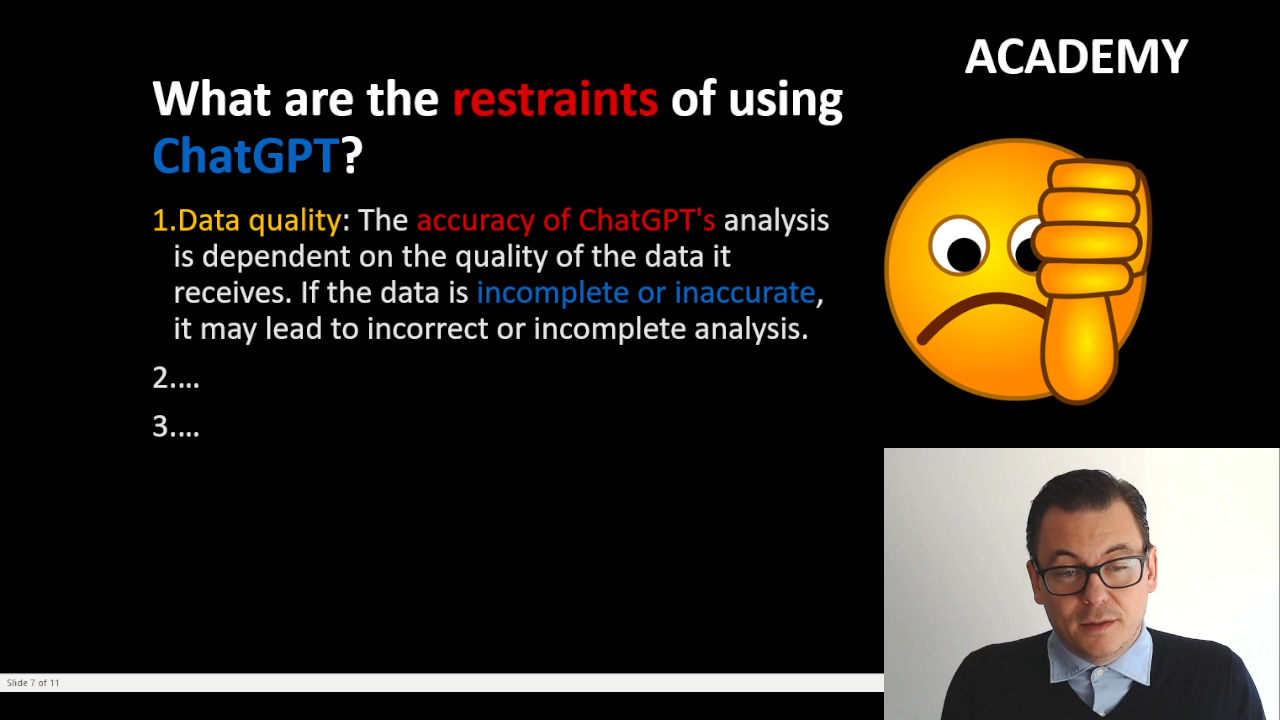 ACADEMY
What are the restraints of using
ChatGPT?
1.Data quality: The accuracy of ChatGPT's analysis
is dependent on the quality of the data it
receives. If the data is incomplete or inaccurate,
it may lead to incorrect or incomplete analysis.
2....
3....
Slide 7 of 11